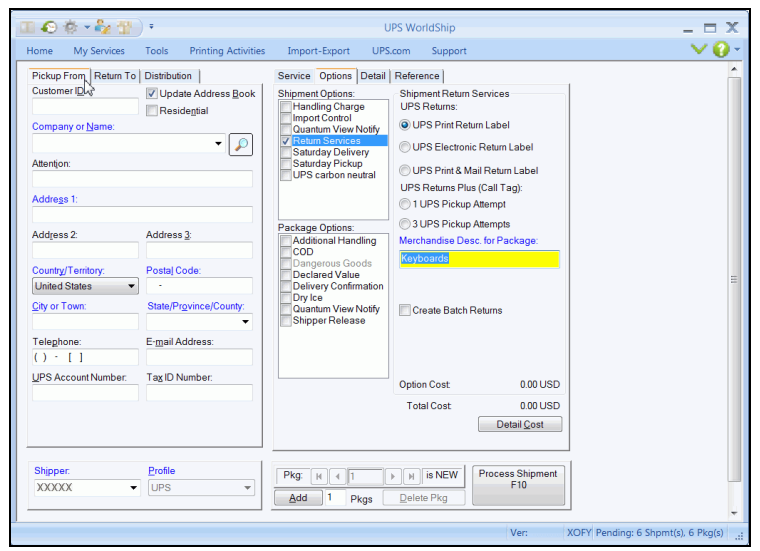 UPS WorldShip
Home My Services Tools Printing Activities Import-Export UPS.com Support
Pickup From Return To Distribution
Customer ID:
Update Address Book
Residential
Company or Name:
Attention:
Address 1:
Address 2: Address 3:
Country/Territory: Postal Code:
United States -
City or Town: State/Province/County:
Telephone: E-mail Address:
( ) - [ ]
UPS Account Number: Tax ID Number:
Shipper: Profile
XXXXX UPS
Service Options Detail Reference
Shipment Options:
Handling Charge
Import Control
Quantum View Notify
Return Services
Saturday Delivery
Saturday Pickup
UPS carbon neutral
Package Options:
Additional Handling
COD
Dangerous Goods
Declared Value
Delivery Confirmation
Dry Ice
Quantum View Notify
Shipper Release
Shipment Return Services
UPS Returns:
UPS Print Return Label
UPS Electronic Return Label
UPS Print & Mail Return Label
UPS Returns Plus (Call Tag):
1 UPS Pickup Attempt
3 UPS Pickup Attempts
Merchandise Desc. for Package:
Keyboards
Create Batch Returns
Option Cost: 0.00 USD
Total Cost: 0.00 USD
Detail Cost
Pkg: 1 is NEW
Add 1 Pkgs Delete Pkg
Process Shipment
F10
Ver: XOFY Pending: 6 Shpmt(s), 6 Pkg(s)